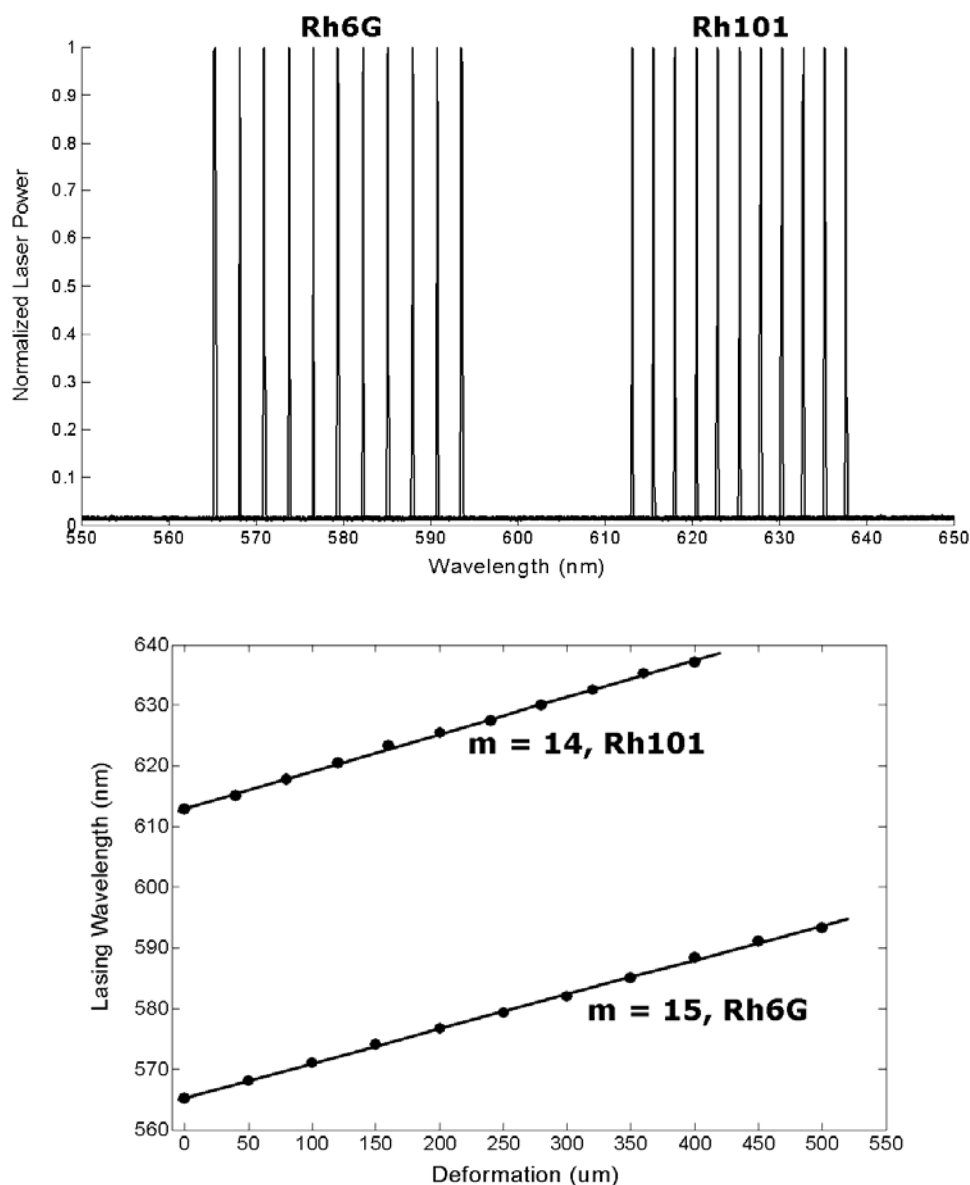 Rh6G Rh101
1
0.9
0.8
0.7
0.6
0.5
0.4
0.3
0.2
0.1
0
550 560 570 580 590 600 610 620 630 640 650
Normalized Laser Power
Wavelength (nm)
640
630
620
610
600
590
580
570
560
m = 14, Rh101
m = 15, Rh6G
Lasing Wavelength (nm)
0 50 100 150 200 250 300 350 400 450 500 550
Deformation (um)